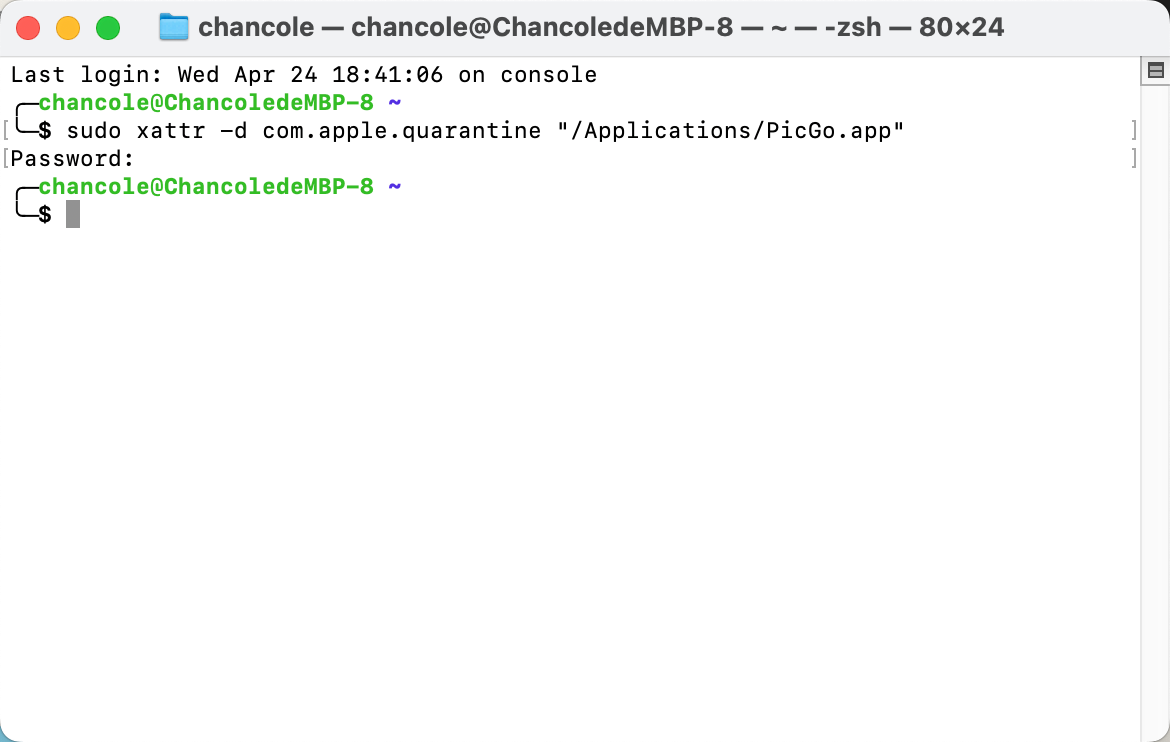 chancole — chancole@ChancoledeMBP-8 — ~ — -zsh — 80×24
Last login: Wed Apr 24 18:41:06 on console
╭─chancole@ChancoledeMBP-8 ~
[╰─$ sudo xattr -d com.apple.quarantine "/Applications/PicGo.app" ]
[Password: ]
╭─chancole@ChancoledeMBP-8 ~
╰─$